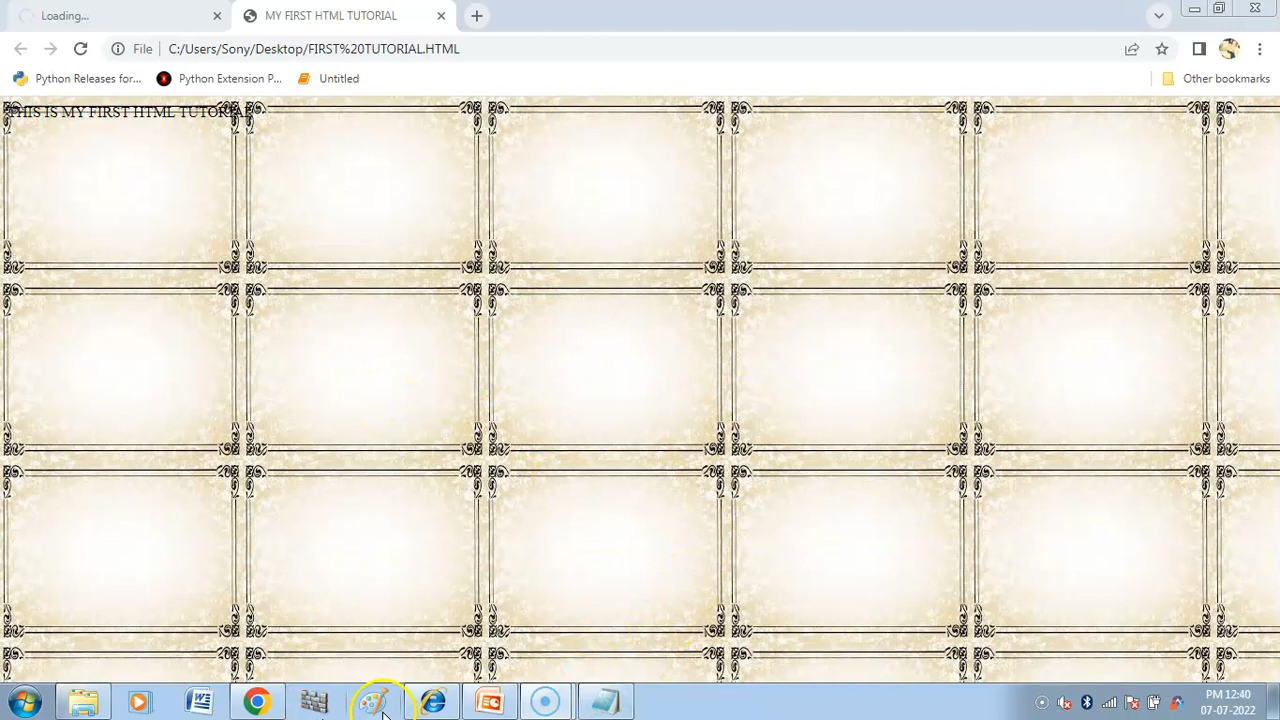 Loading...
MY FIRST HTML TUTORIAL
File
C:/Users/Sony/Desktop/FIRST%20TUTORIAL.HTML
Python Releases for...
Python Extension P...
Untitled
Other bookmarks
THIS IS MY FIRST HTML TUTORIAL
PM 12:40
07-07-2022